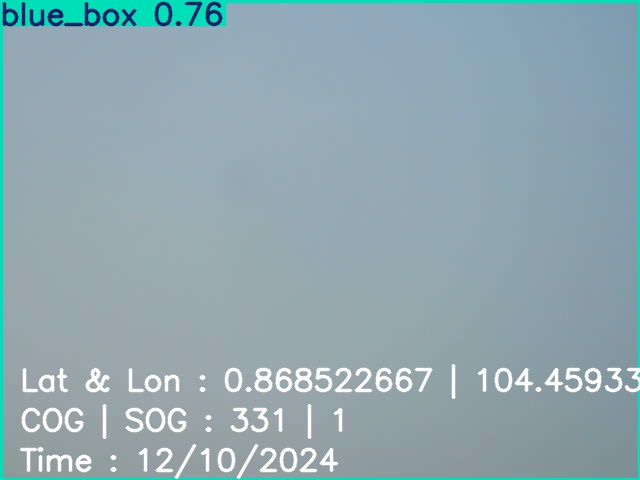 blue_box 0.76
Lat & Lon : 0.868522667 | 104.45933
COG | SOG : 331 | 1
Time : 12/10/2024